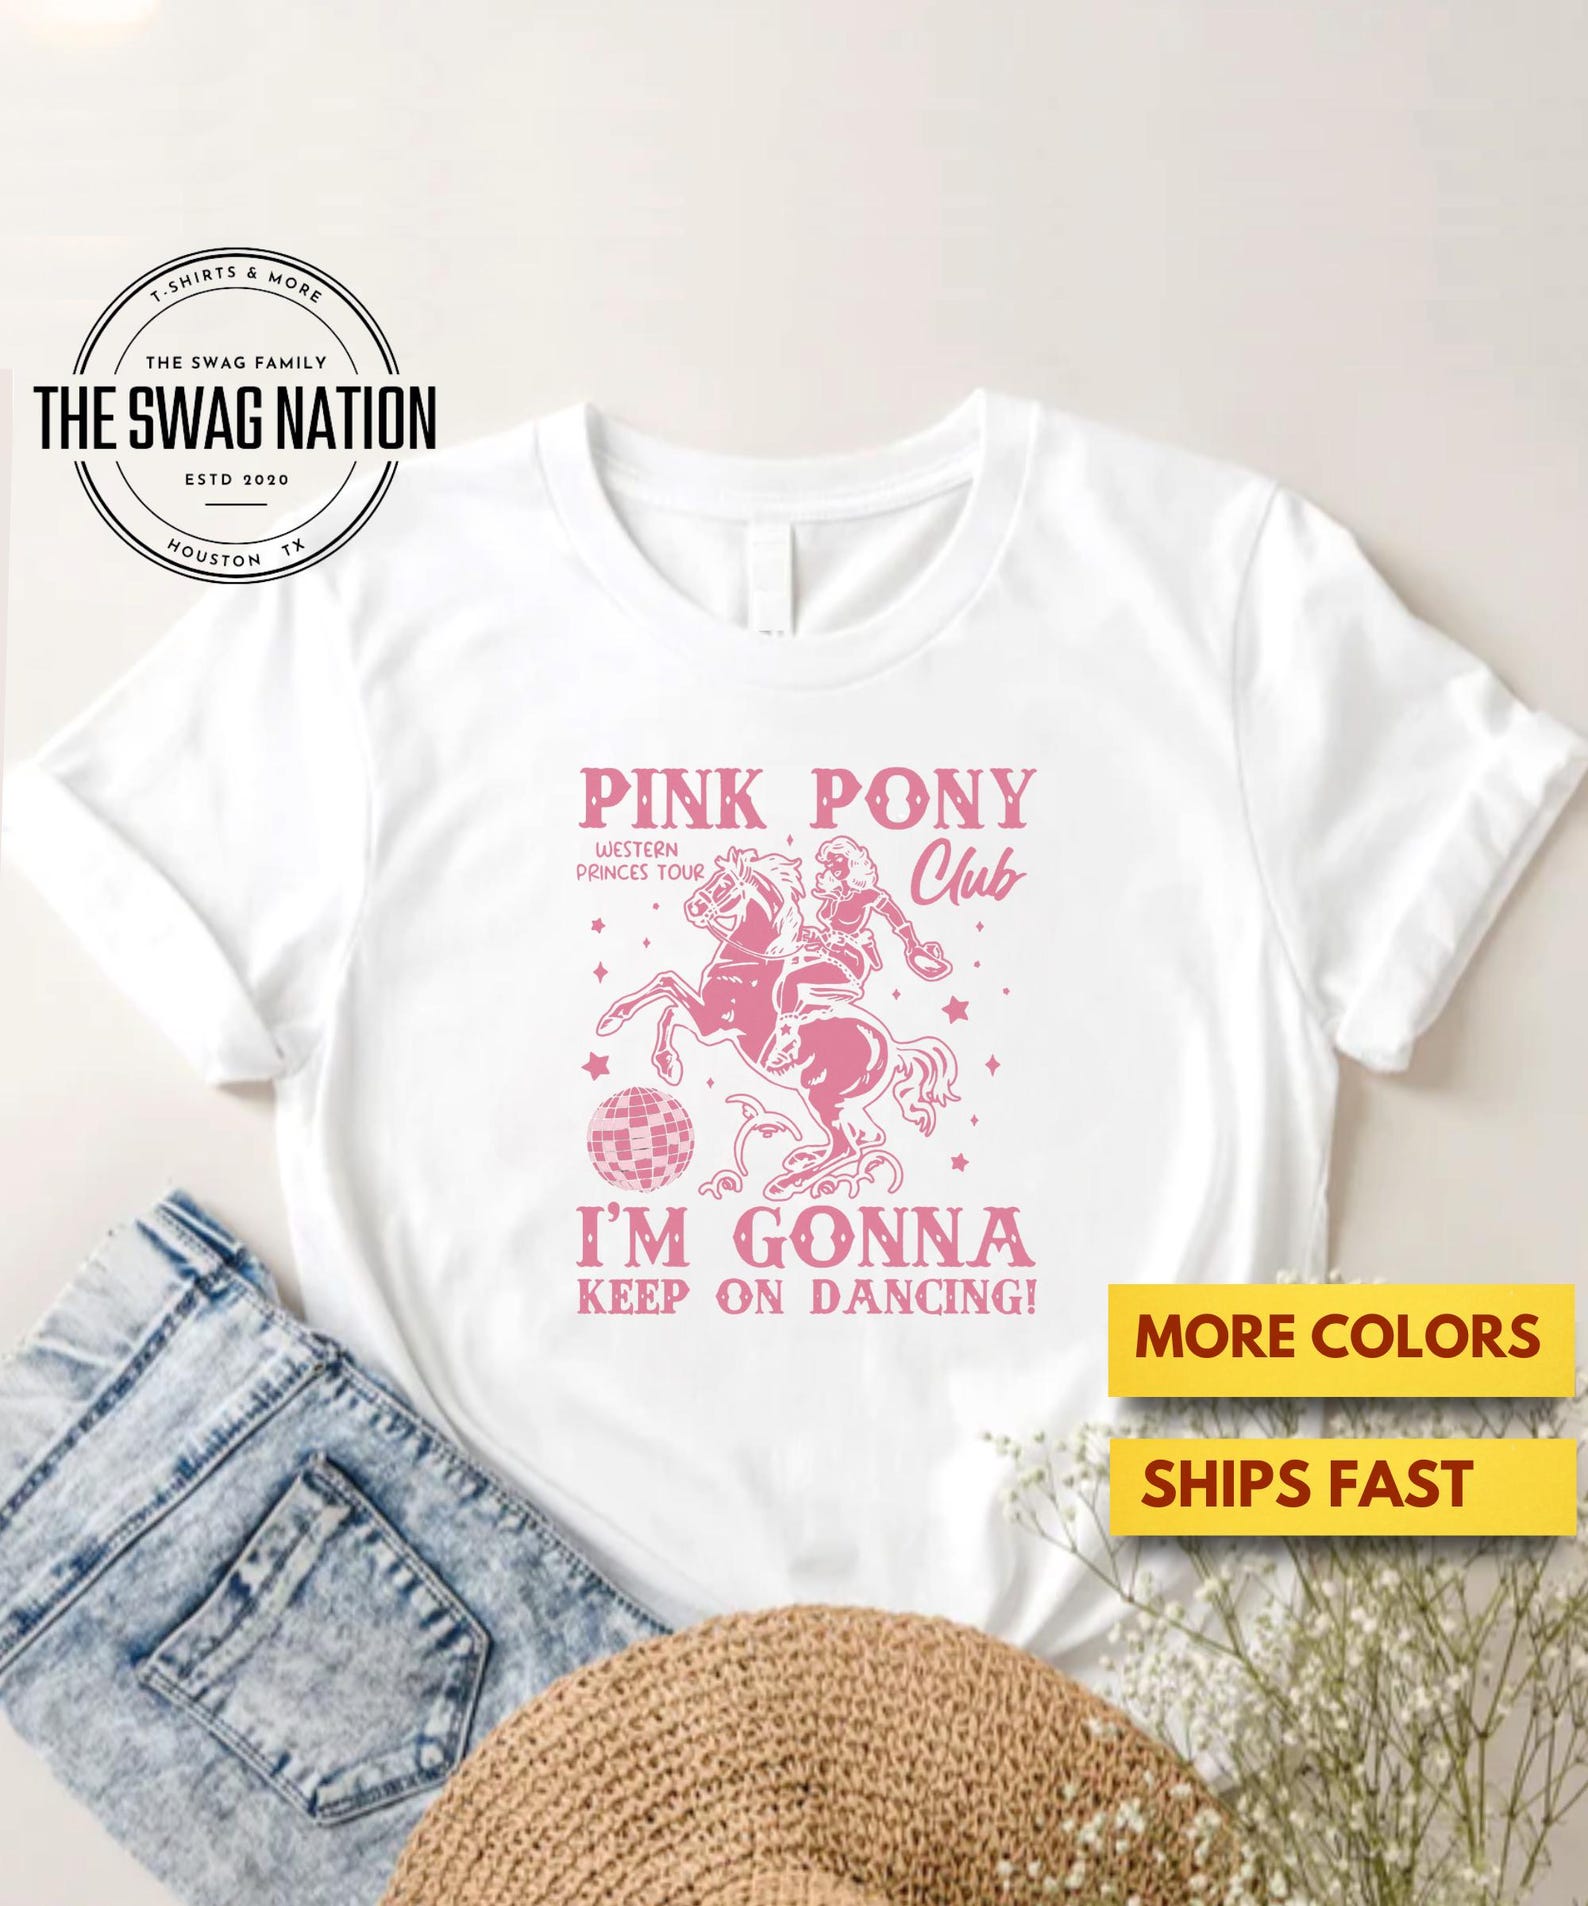 T-SHIRTS & MORE
THE SWAG FAMILY
THE SWAG NATION
ESTD 2020
HOUSTON TX
PINK PONY
WESTERN
PRINCES TOUR
Club
I'M GONNA
KEEP ON DANCING!
MORE COLORS
SHIPS FAST